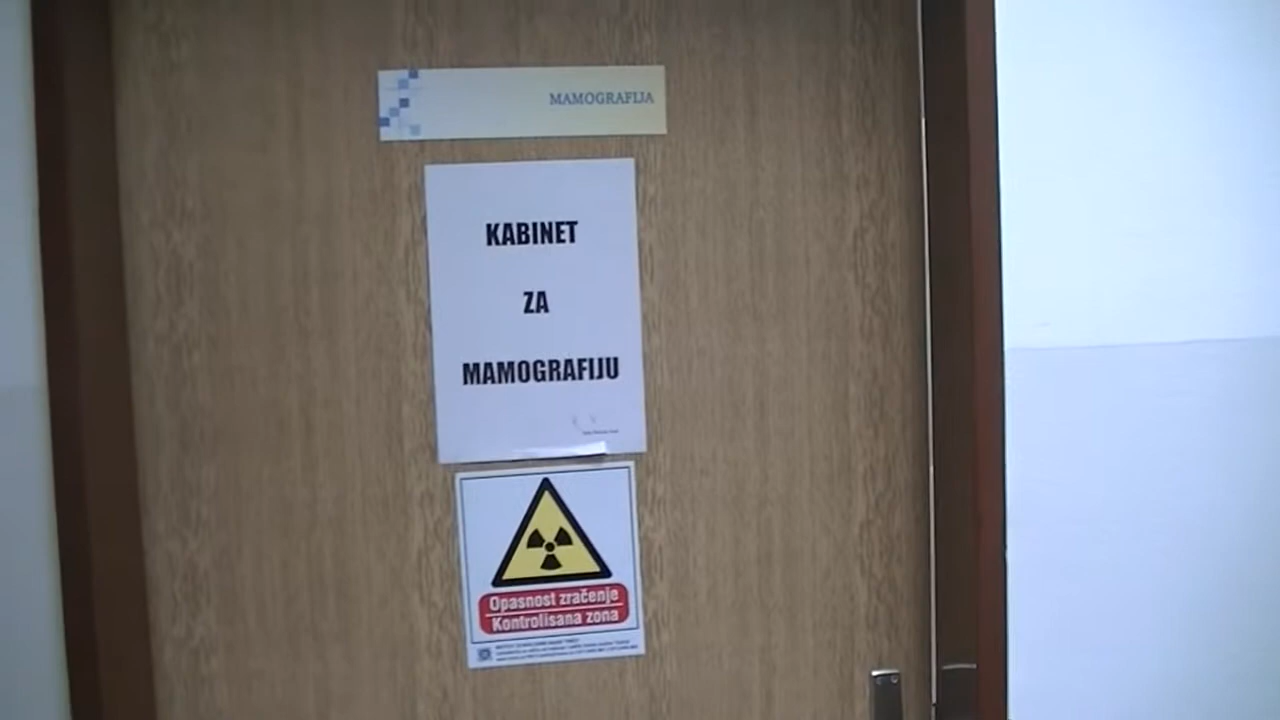 MAMOGRAFIJA
KABINET
ZA
MAMOGRAFIJU
Opasnost zračenje
Kontrolisana zona